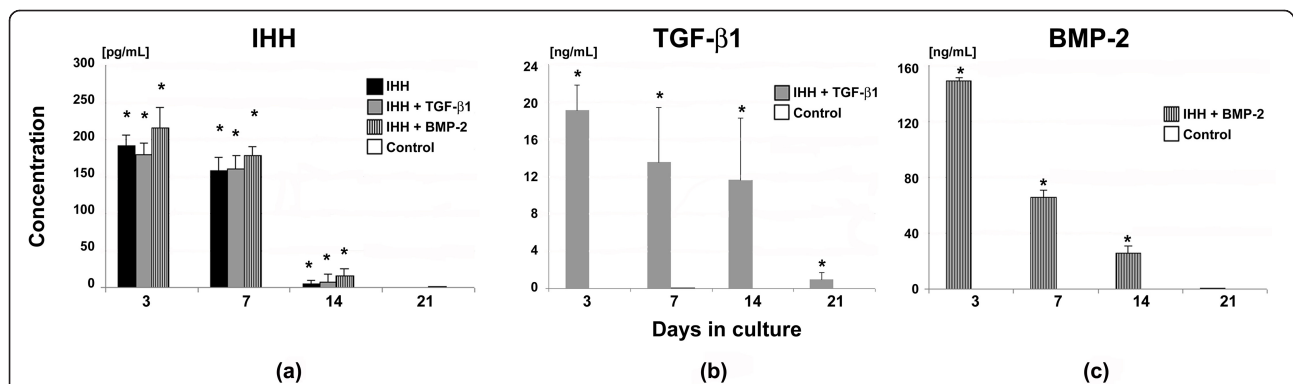 IHH
[pg/mL]
300
250
200
150
100
50
0
Concentration
* * *
* * *
* * *
IHH
IHH + TGF-β1
IHH + BMP-2
Control
3 7 14 21
(a)
TGF-β1
[ng/mL]
24
20
16
12
8
4
0
*
*
*
*
IHH + TGF-β1
Control
3 7 14 21
Days in culture
(b)
BMP-2
[ng/mL]
160
120
80
40
0
*
*
*
IHH + BMP-2
Control
3 7 14 21
(c)